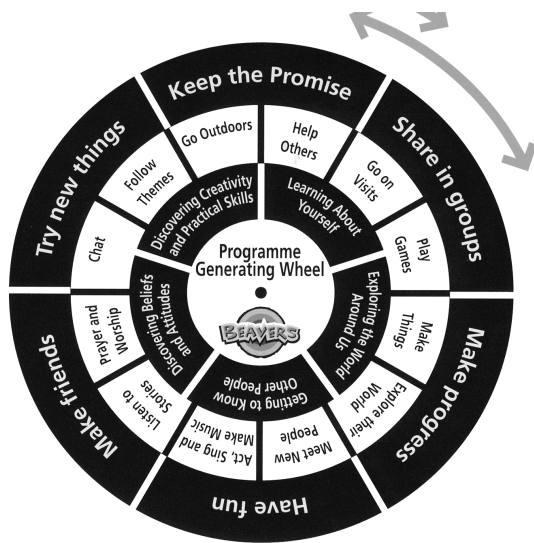 Keep the Promise
Share in groups
Make progress
Have fun
Make friends
Try new things
Go Outdoors
Help
Others
Go on
Visits
Play
Games
Make
Things
Explore their
World
Meet New
People
Act, Sing and
Make Music
Listen to
Stories
Prayer and
Worship
Chat
Follow
Themes
Discovering Creativity
and Practical Skills
Learning About
Yourself
Exploring the World
Around Us
Getting to Know
Other People
Discovering Beliefs
and Attitudes
Programme
Generating Wheel
BEAVERS